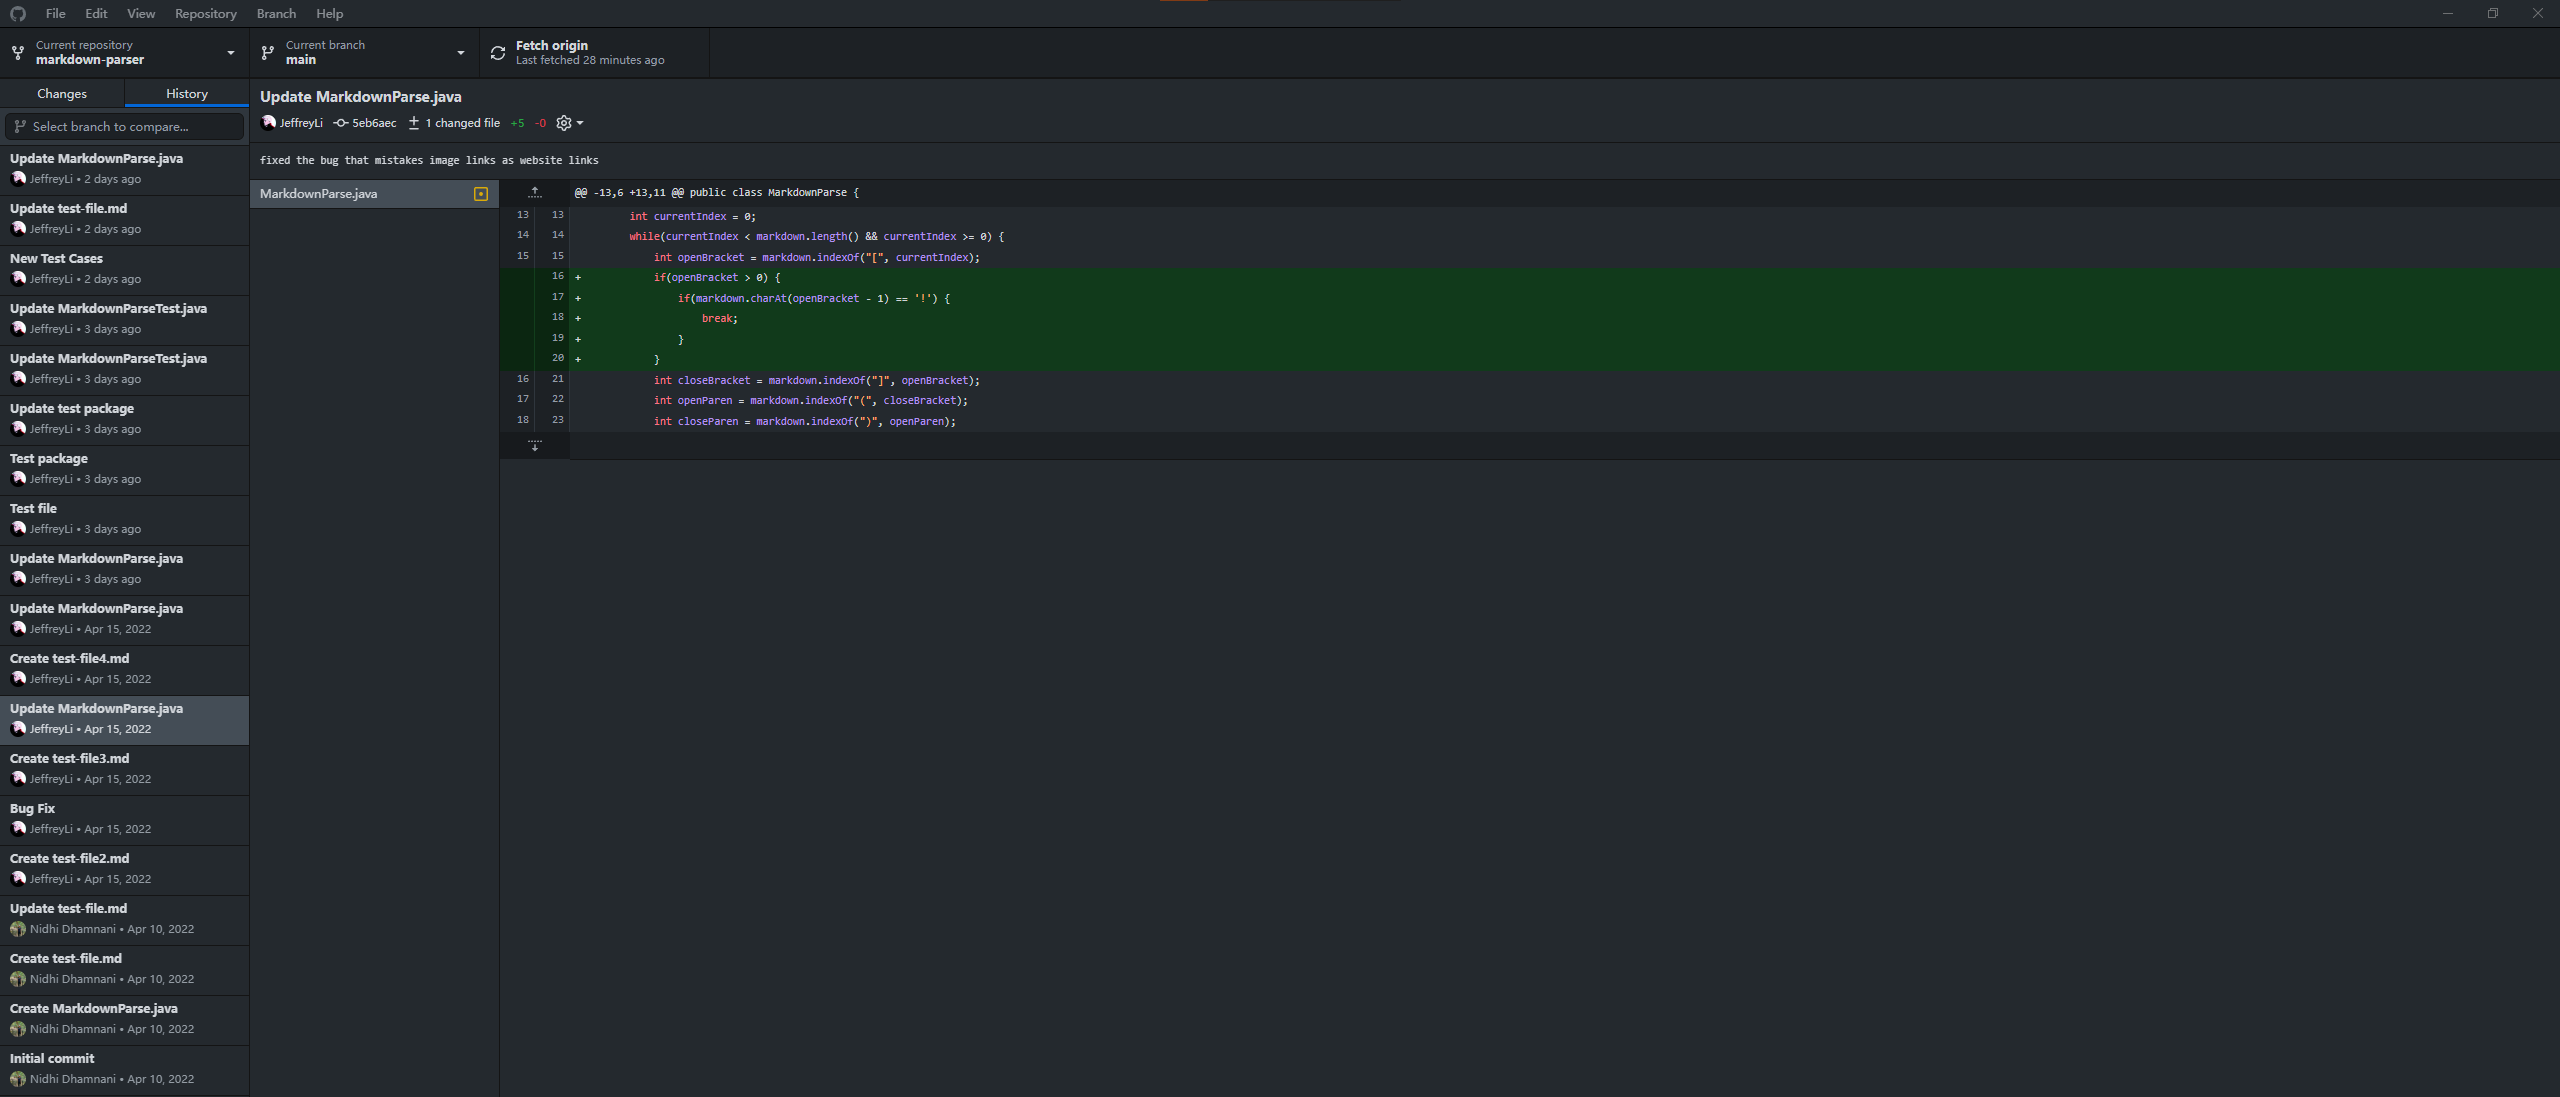 File Edit View Repository Branch Help
Current repository
markdown-parser
Current branch
main
Fetch origin
Last fetched 28 minutes ago
Changes
History
Select branch to compare...
Update MarkdownParse.java
JeffreyLi • 2 days ago
Update test-file.md
JeffreyLi • 2 days ago
New Test Cases
JeffreyLi • 2 days ago
Update MarkdownParseTest.java
JeffreyLi • 3 days ago
Update MarkdownParseTest.java
JeffreyLi • 3 days ago
Update test package
JeffreyLi • 3 days ago
Test package
JeffreyLi • 3 days ago
Test file
JeffreyLi • 3 days ago
Update MarkdownParse.java
JeffreyLi • 3 days ago
Update MarkdownParse.java
JeffreyLi • Apr 15, 2022
Create test-file4.md
JeffreyLi • Apr 15, 2022
Update MarkdownParse.java
JeffreyLi • Apr 15, 2022
Create test-file3.md
JeffreyLi • Apr 15, 2022
Bug Fix
JeffreyLi • Apr 15, 2022
Create test-file2.md
JeffreyLi • Apr 15, 2022
Update test-file.md
Nidhi Dhamnani • Apr 10, 2022
Create test-file.md
Nidhi Dhamnani • Apr 10, 2022
Create MarkdownParse.java
Nidhi Dhamnani • Apr 10, 2022
Initial commit
Nidhi Dhamnani • Apr 10, 2022
Update MarkdownParse.java
JeffreyLi 5eb6aec 1 changed file +5 -0
fixed the bug that mistakes image links as website links
MarkdownParse.java
@@ -13,6 +13,11 @@ public class MarkdownParse {
13 13 int currentIndex = 0;
14 14 while(currentIndex < markdown.length() && currentIndex >= 0) {
15 15 int openBracket = markdown.indexOf("[", currentIndex);
16 + if(openBracket > 0) {
17 + if(markdown.charAt(openBracket - 1) == '!') {
18 + break;
19 + }
20 + }
16 21 int closeBracket = markdown.indexOf("]", openBracket);
17 22 int openParen = markdown.indexOf("(", closeBracket);
18 23 int closeParen = markdown.indexOf(")", openParen);